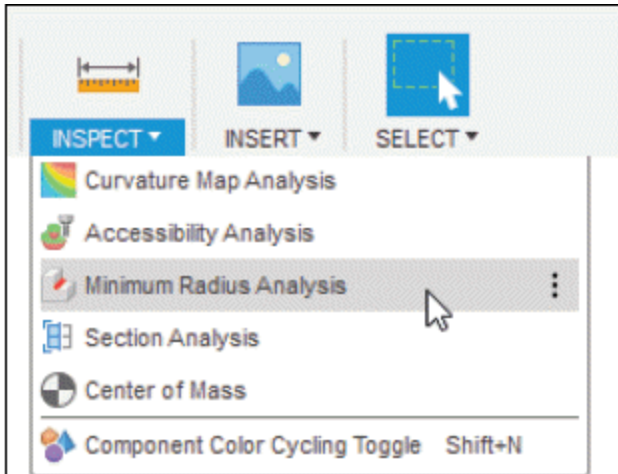 INSPECT INSERT SELECT
Curvature Map Analysis
Accessibility Analysis
Minimum Radius Analysis
Section Analysis
Center of Mass
Component Color Cycling Toggle Shift+N